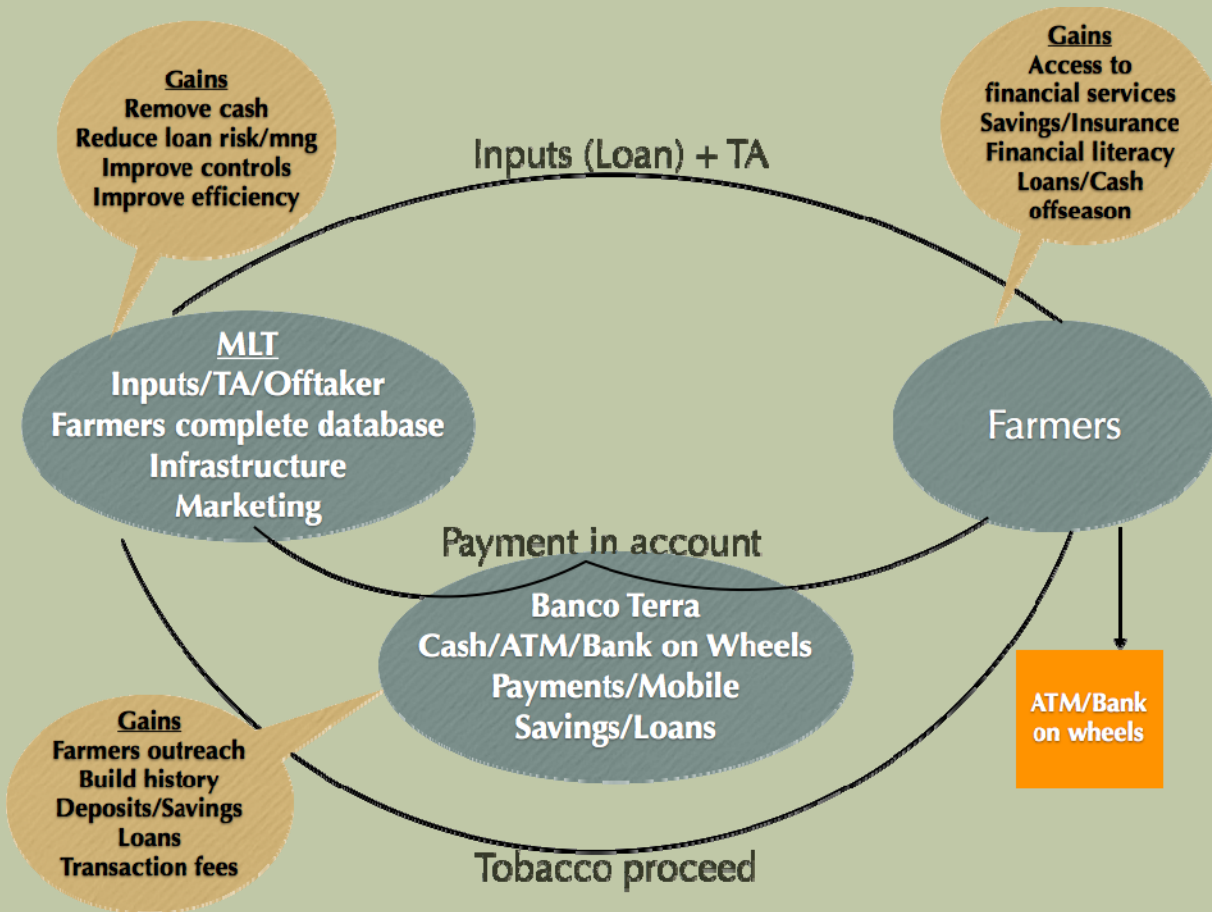 Gains
Remove cash
Reduce loan risk/mng
Improve controls
Improve efficiency
Gains
Access to
financial services
Savings/Insurance
Financial literacy
Loans/Cash
offseason
Inputs (Loan) + TA
MLT
Inputs/TA/Offtaker
Farmers complete database
Infrastructure
Marketing
Farmers
Payment in account
Banco Terra
Cash/ATM/Bank on Wheels
Payments/Mobile
Savings/Loans
ATM/Bank
on wheels
Gains
Farmers outreach
Build history
Deposits/Savings
Loans
Transaction fees
Tobacco proceed